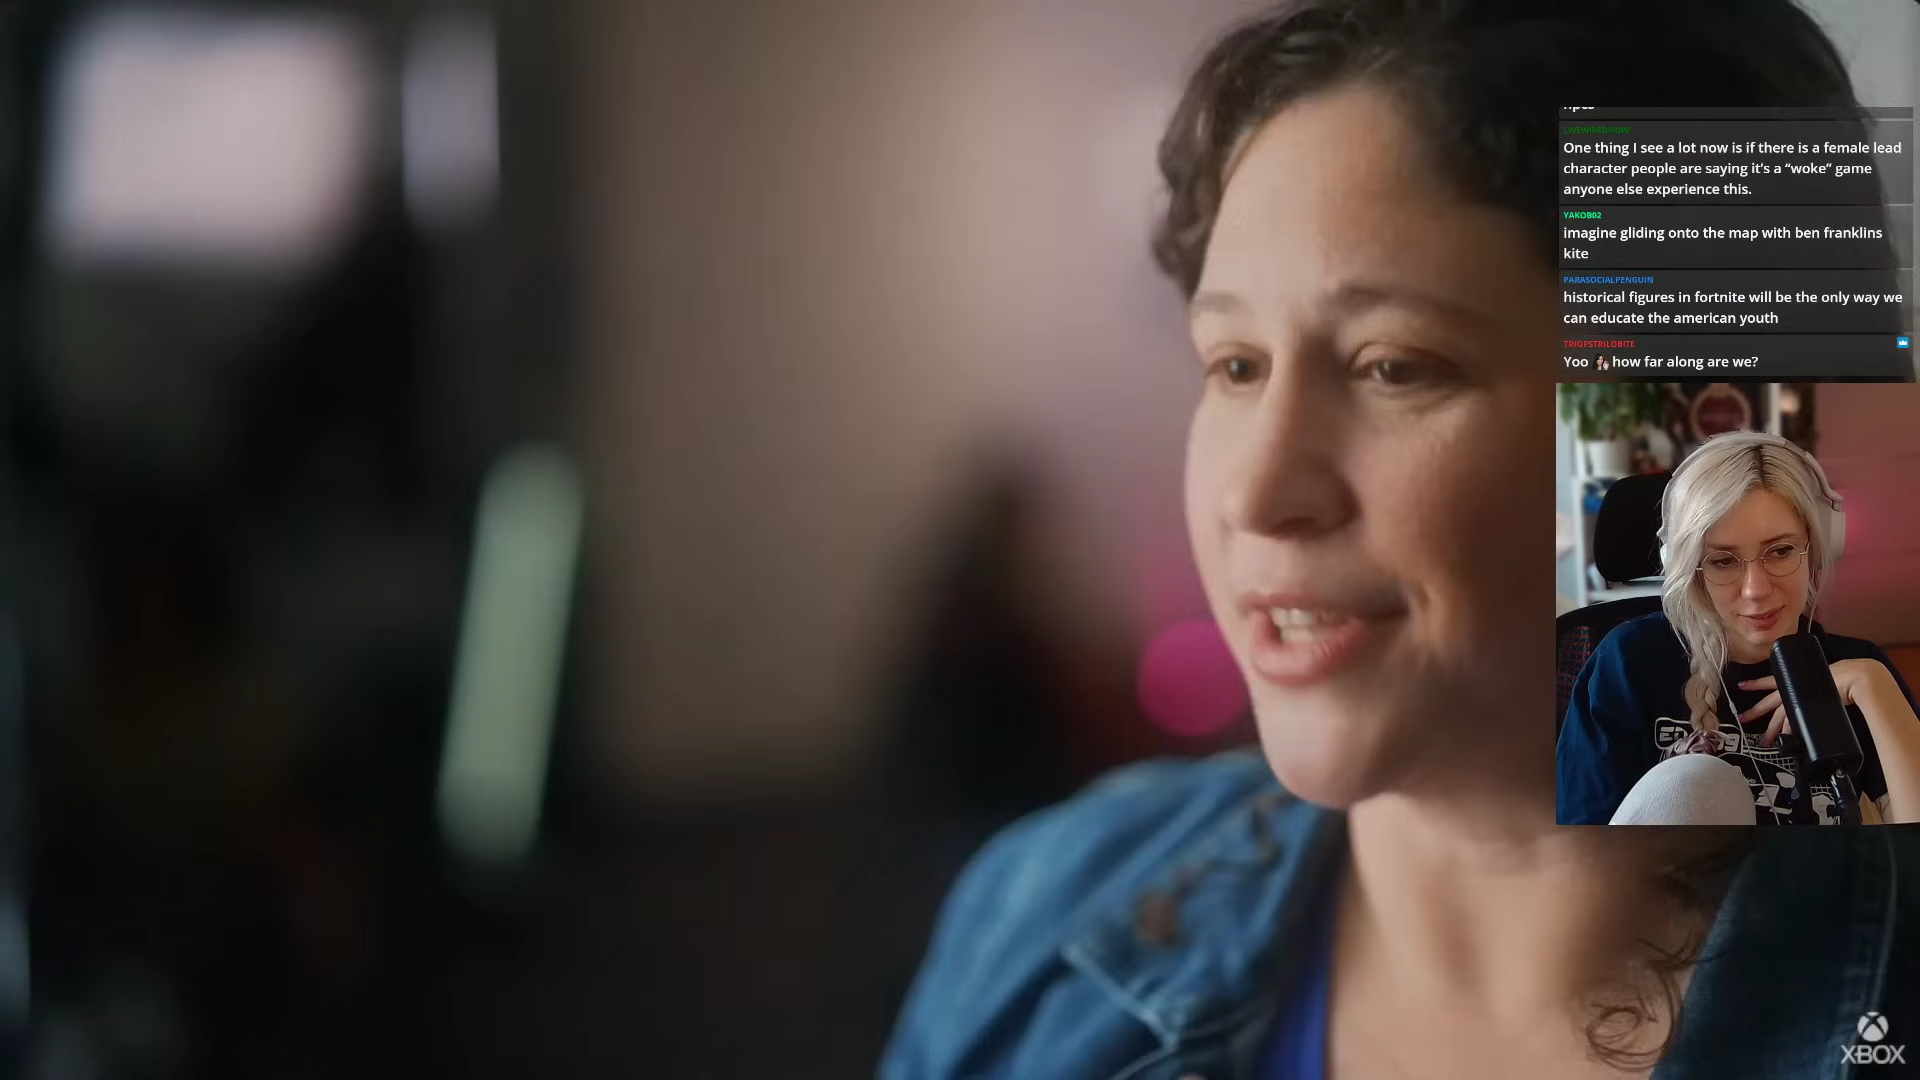 LIVEWIREDNOW
One thing I see a lot now is if there is a female lead
character people are saying it's a “woke” game
anyone else experience this.
YAKOB02
imagine gliding onto the map with ben franklins
kite
PARASOCIALPENGUIN
historical figures in fortnite will be the only way we
can educate the american youth
TRIOPSTRILOBITE
Yoo how far along are we?
XBOX